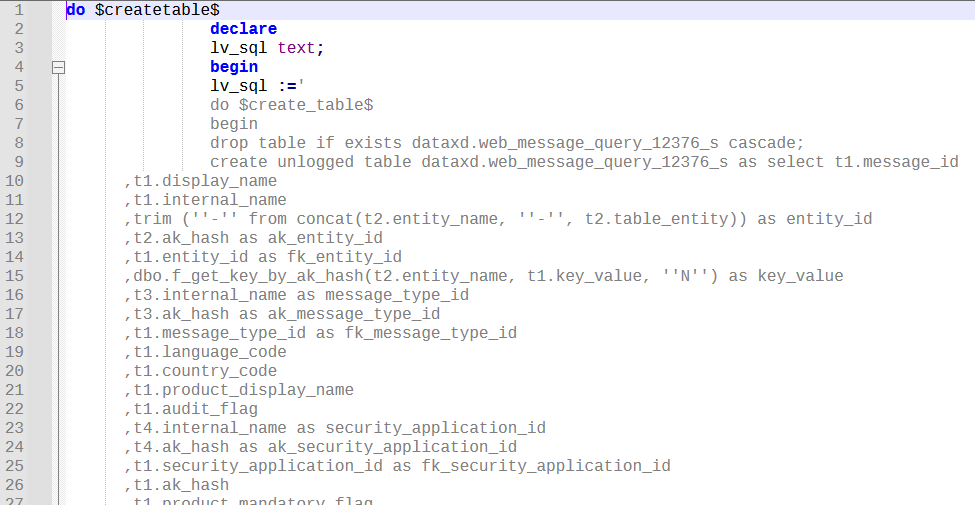 1 do $createtable$
2 declare
3 lv_sql text;
4 begin
5 lv_sql :='
6 do $create_table$
7 begin
8 drop table if exists dataxd.web_message_query_12376_s cascade;
9 create unlogged table dataxd.web_message_query_12376_s as select t1.message_id
10 ,t1.display_name
11 ,t1.internal_name
12 ,trim (''-'' from concat(t2.entity_name, ''-'', t2.table_entity)) as entity_id
13 ,t2.ak_hash as ak_entity_id
14 ,t1.entity_id as fk_entity_id
15 ,dbo.f_get_key_by_ak_hash(t2.entity_name, t1.key_value, ''N'') as key_value
16 ,t3.internal_name as message_type_id
17 ,t3.ak_hash as ak_message_type_id
18 ,t1.message_type_id as fk_message_type_id
19 ,t1.language_code
20 ,t1.country_code
21 ,t1.product_display_name
22 ,t1.audit_flag
23 ,t4.internal_name as security_application_id
24 ,t4.ak_hash as ak_security_application_id
25 ,t1.security_application_id as fk_security_application_id
26 ,t1.ak_hash
27 ,t1.product_mandatory_flag